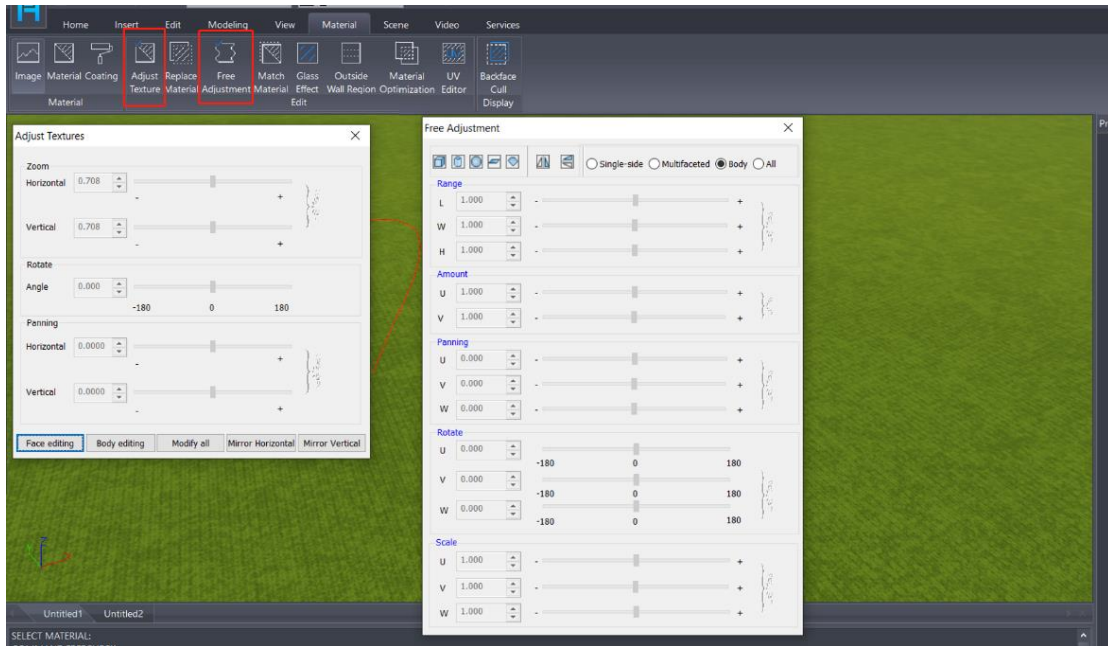 Home Insert Edit Modeling View Material Scene Video Services
Image Material Coating Adjust Replace Free Match Glass Outside Material UV Backface
Texture Material Adjustment Material Effect Wall Region Optimization Editor Cull
Material Edit Display
Adjust Textures
Zoom
Horizontal 0.708
- +
Vertical 0.708
- +
Rotate
Angle 0.000
-180 0 180
Panning
Horizontal 0.0000
- +
Vertical 0.0000
- +
Face editing Body editing Modify all Mirror Horizontal Mirror Vertical
Free Adjustment
Single-side Multifaceted Body All
Range
L 1.000 - +
W 1.000 - +
H 1.000 - +
Amount
U 1.000 - +
V 1.000 - +
Panning
U 0.000 - +
V 0.000 - +
W 0.000 - +
Rotate
U 0.000
-180 0 180
V 0.000
-180 0 180
W 0.000
-180 0 180
Scale
U 1.000 - +
V 1.000 - +
W 1.000 - +
Pr
Untitled1 Untitled2
SELECT MATERIAL: